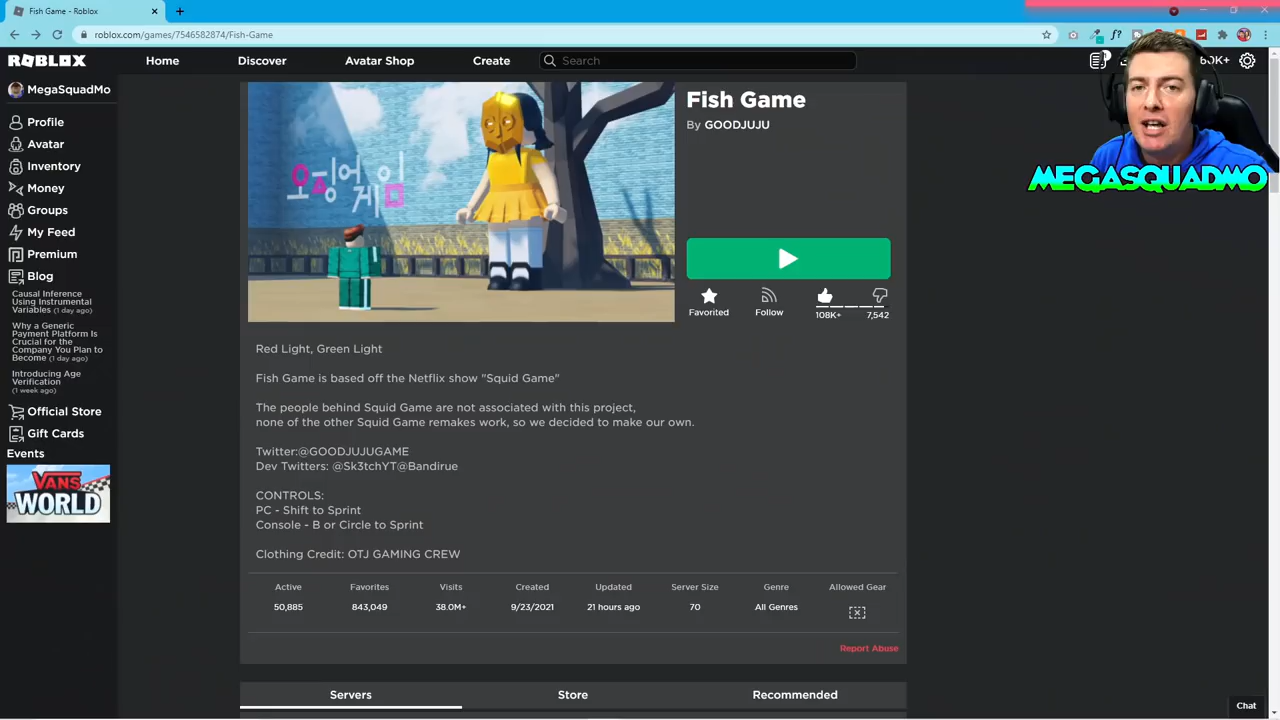 Fish Game - Roblox
roblox.com/games/7546582874/Fish-Game
ROBLOX
Home
Discover
Avatar Shop
Create
Search
60K+
MegaSquadMo
Profile
Avatar
Inventory
Money
Groups
My Feed
Premium
Blog
Causal Inference
Using Instrumental
Variables (1 day ago)
Why a Generic
Payment Platform Is
Crucial for the
Company You Plan to
Become (1 day ago)
Introducing Age
Verification
(1 week ago)
Official Store
Gift Cards
Events
VANS
WORLD
오징어
게임
Fish Game
By GOODJUJU
MEGASQUADMO
Favorited
Follow
108K+
7,542
Red Light, Green Light
Fish Game is based off the Netflix show "Squid Game"
The people behind Squid Game are not associated with this project,
none of the other Squid Game remakes work, so we decided to make our own.
Twitter:@GOODJUJUGAME
Dev Twitters: @Sk3tchYT@Bandirue
CONTROLS:
PC - Shift to Sprint
Console - B or Circle to Sprint
Clothing Credit: OTJ GAMING CREW
Active
Favorites
Visits
Created
Updated
Server Size
Genre
Allowed Gear
50,885
843,049
38.0M+
9/23/2021
21 hours ago
70
All Genres
Report Abuse
Servers
Store
Recommended
Chat